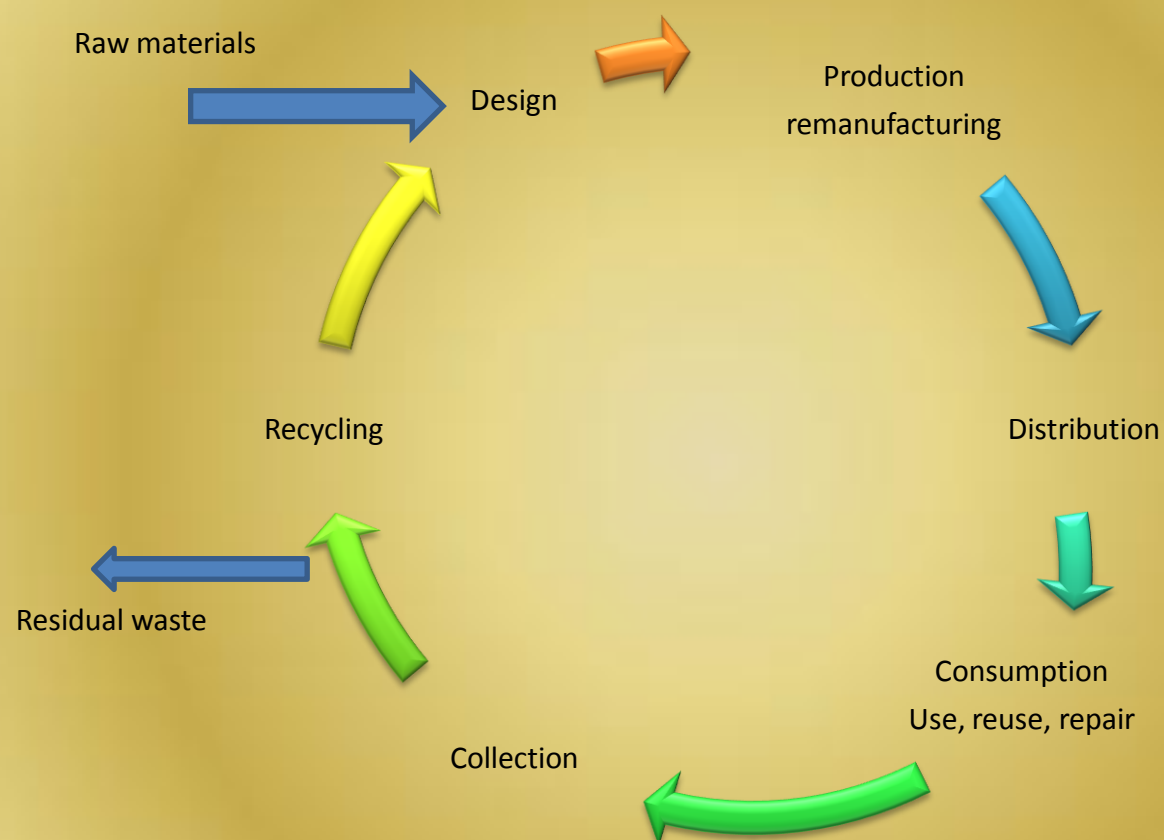 Raw materials
Design
Production
remanufacturing
Distribution
Consumption
Use, reuse, repair
Collection
Recycling
Residual waste